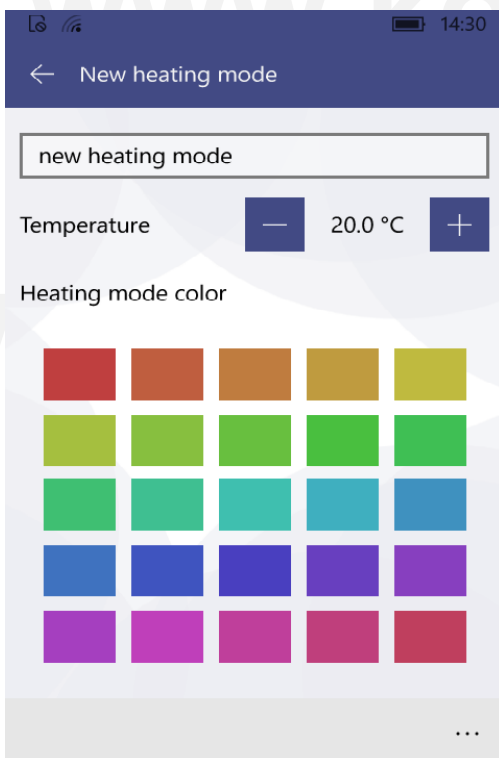 14:30
New heating mode
new heating mode
Temperature
20.0 °C
Heating mode color
...